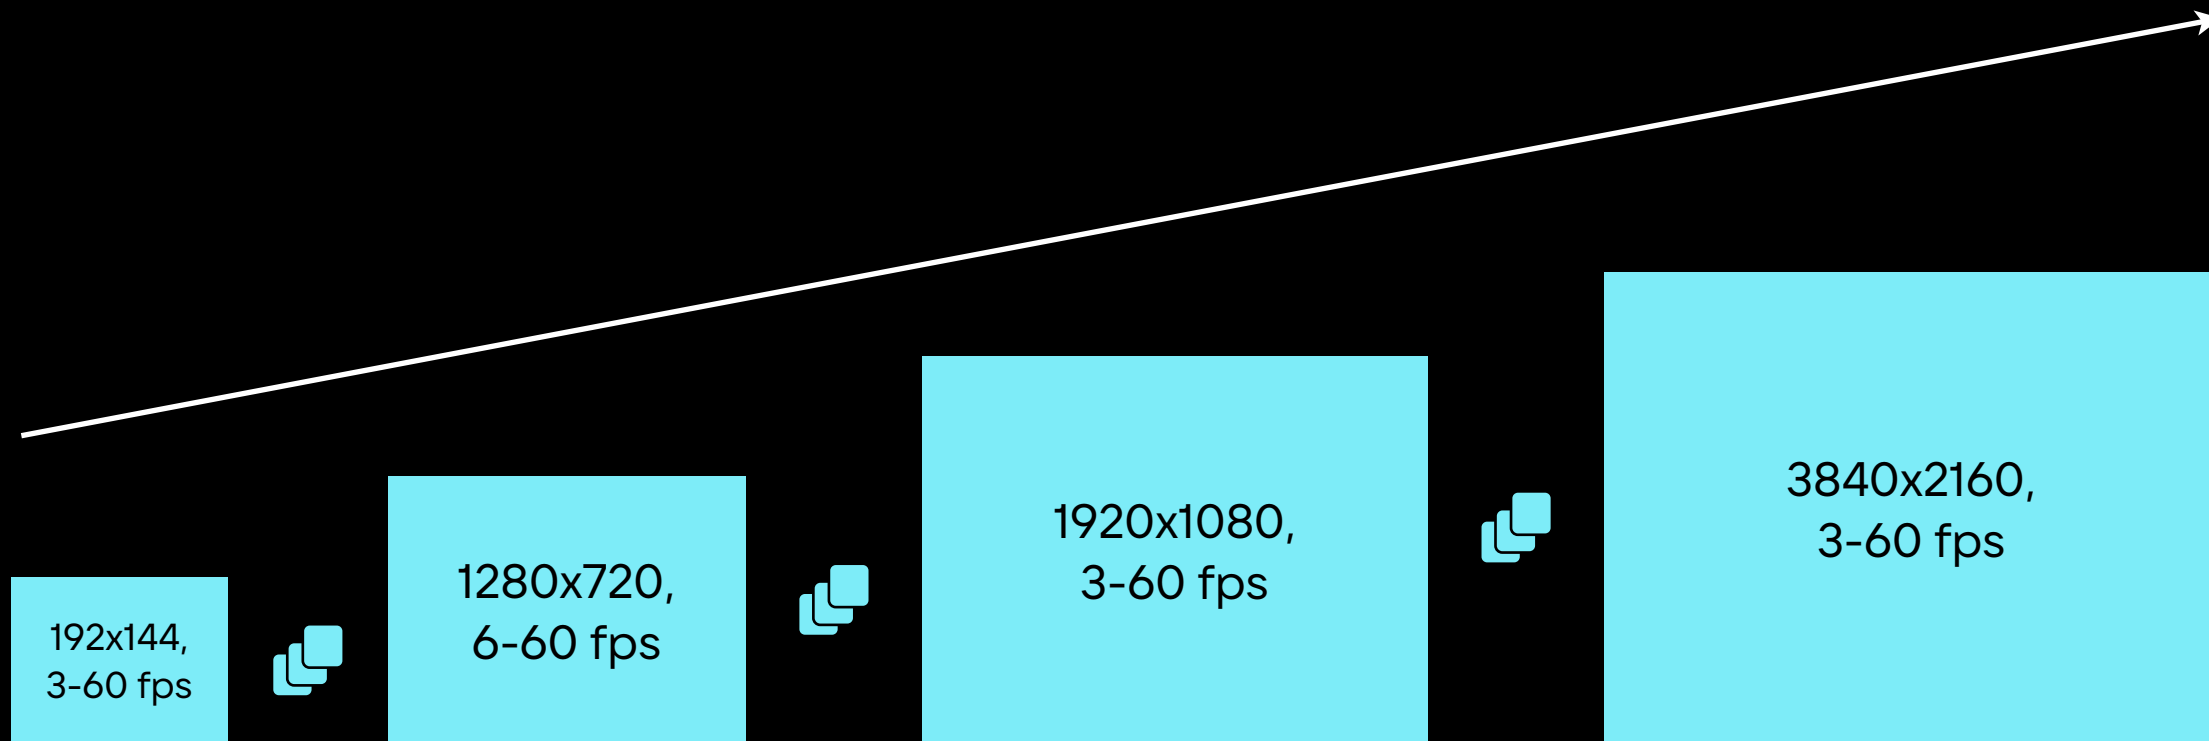 192x144,
3-60 fps
1280x720,
6-60 fps
1920x1080,
3-60 fps
3840x2160,
3-60 fps